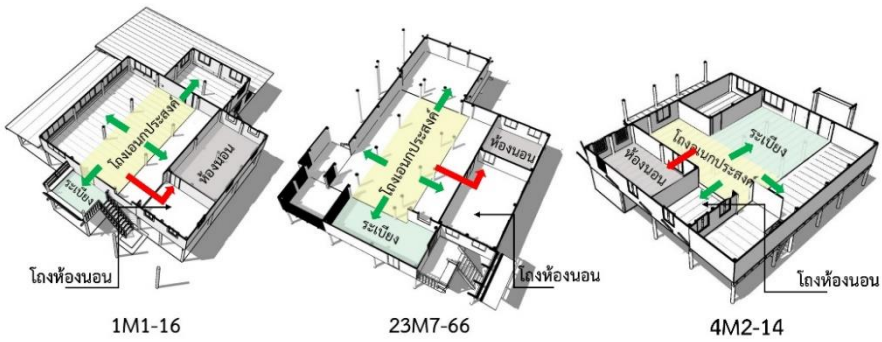 โถงเอนกประสงค์
ห้องนอน
ระเบียง
โถงห้องนอน
1M1-16
โถงเอนกประสงค์
ห้องนอน
ระเบียง
โถงห้องนอน
23M7-66
โถงเอนกประสงค์
ระเบียง
ห้องนอน
โถงห้องนอน
4M2-14